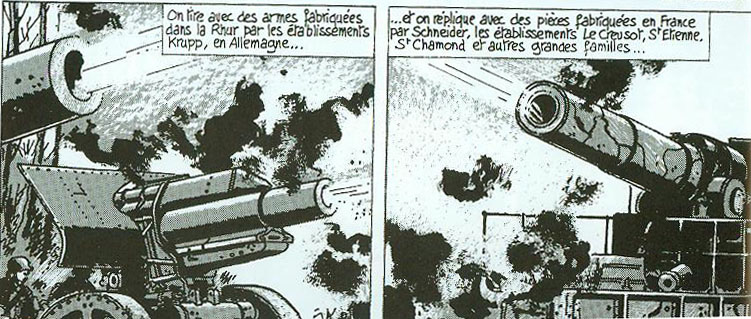 On tire avec des armes fabriquées
dans la Rhur par les établissements
Krupp, en Allemagne...
...et on réplique avec des pièces fabriquées en France
par Schneider, les établissements Le Creusot, St Etienne,
St Chamond et autres grandes familles...